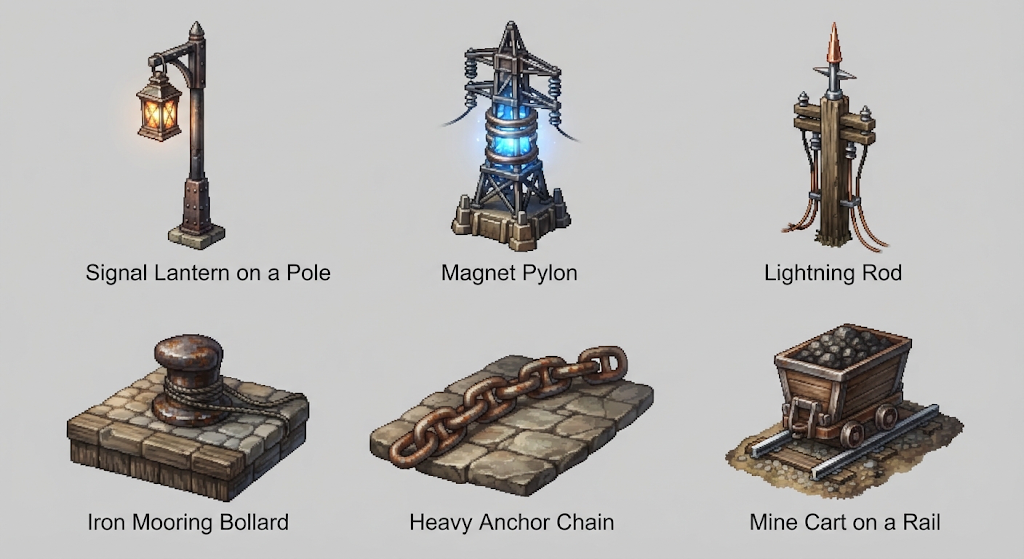 Signal Lantern on a Pole
Magnet Pylon
Lightning Rod
Iron Mooring Bollard
Heavy Anchor Chain
Mine Cart on a Rail